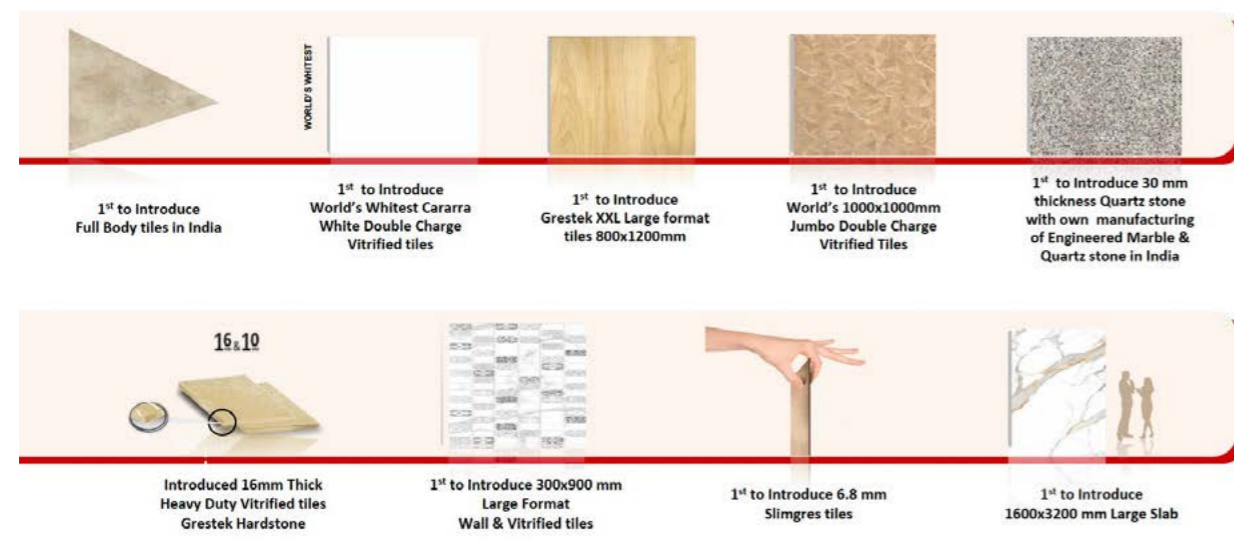 WORLD'S WHITEST
1st to Introduce
Full Body tiles in India
1st to Introduce
World's Whitest Cararra
White Double Charge
Vitrified tiles
1st to Introduce
Grestek XXL Large format
tiles 800x1200mm
1st to Introduce
World's 1000x1000mm
Jumbo Double Charge
Vitrified Tiles
1st to Introduce 30 mm
thickness Quartz stone
with own manufacturing
of Engineered Marble &
Quartz stone in India
16&10
Introduced 16mm Thick
Heavy Duty Vitrified tiles
Grestek Hardstone
1st to Introduce 300x900 mm
Large Format
Wall & Vitrified tiles
1st to Introduce 6.8 mm
Slimgres tiles
1st to Introduce
1600x3200 mm Large Slab